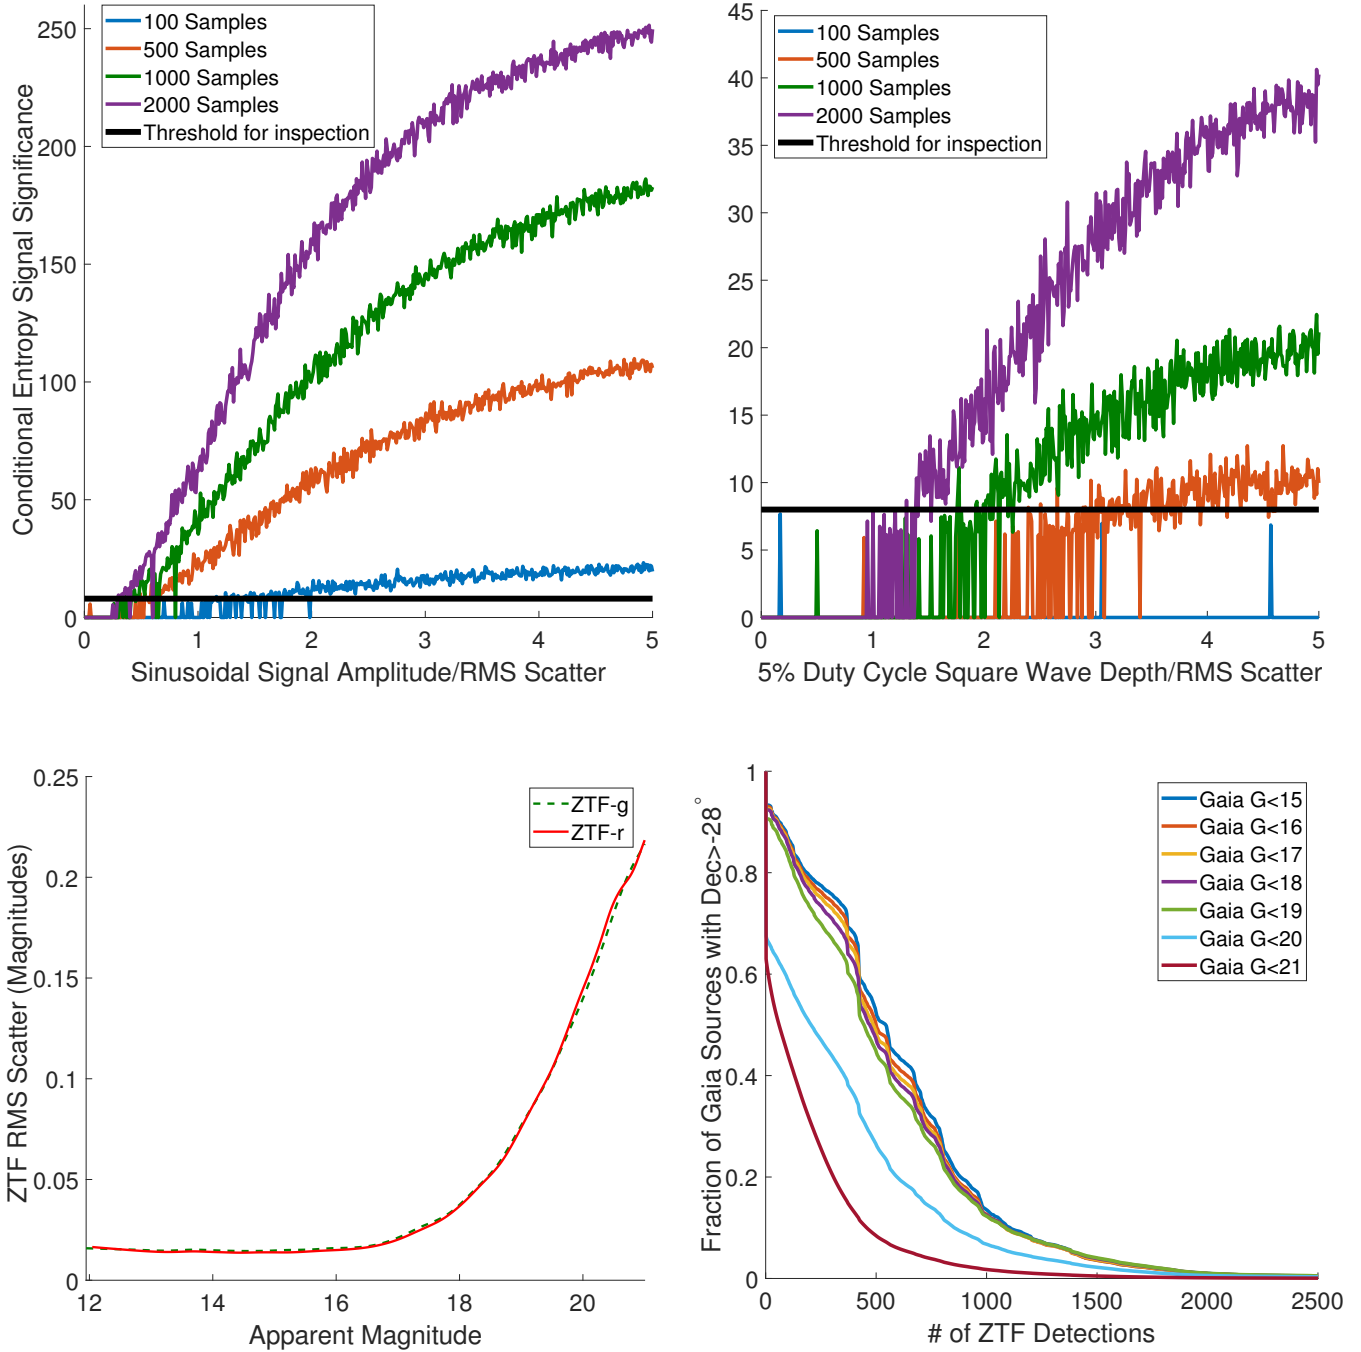 100 Samples
500 Samples
1000 Samples
2000 Samples
Threshold for inspection
Conditional Entropy Signal Significance
250
200
150
100
50
0
0 1 2 3 4 5
Sinusoidal Signal Amplitude/RMS Scatter
100 Samples
500 Samples
1000 Samples
2000 Samples
Threshold for inspection
45
40
35
30
25
20
15
10
5
0
0 1 2 3 4 5
5% Duty Cycle Square Wave Depth/RMS Scatter
ZTF-g
ZTF-r
ZTF RMS Scatter (Magnitudes)
0.25
0.2
0.15
0.1
0.05
0
12 14 16 18 20
Apparent Magnitude
Gaia G<15
Gaia G<16
Gaia G<17
Gaia G<18
Gaia G<19
Gaia G<20
Gaia G<21
Fraction of Gaia Sources with Dec>-28°
1
0.8
0.6
0.4
0.2
0
0 500 1000 1500 2000 2500
# of ZTF Detections